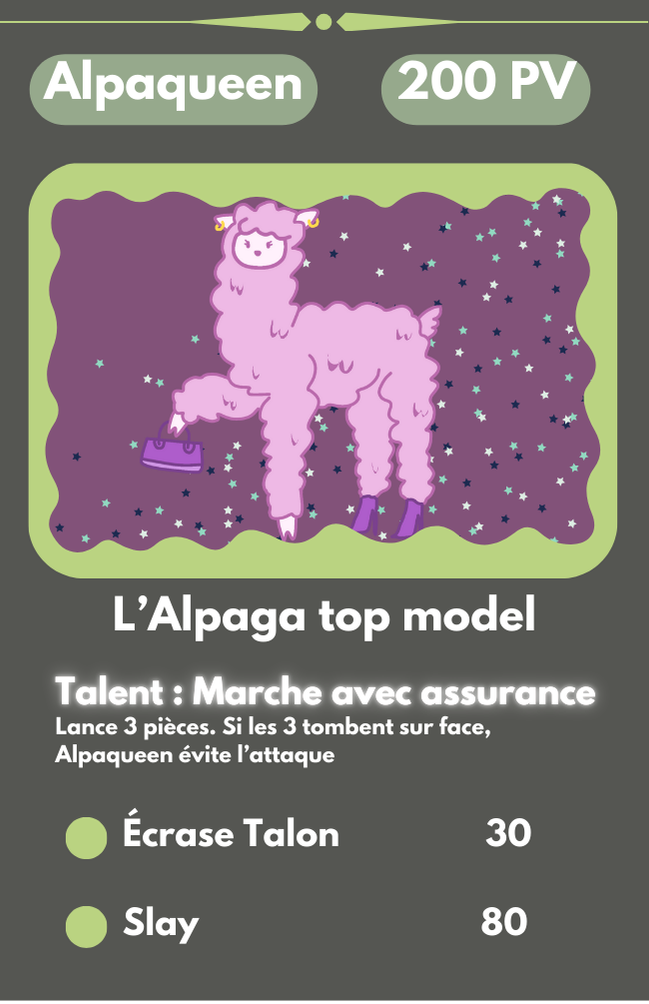 Alpaqueen 200 PV
L’Alpaga top model
Talent : Marche avec assurance
Lance 3 pièces. Si les 3 tombent sur face,
Alpaqueen évite l’attaque
Écrase Talon 30
Slay 80